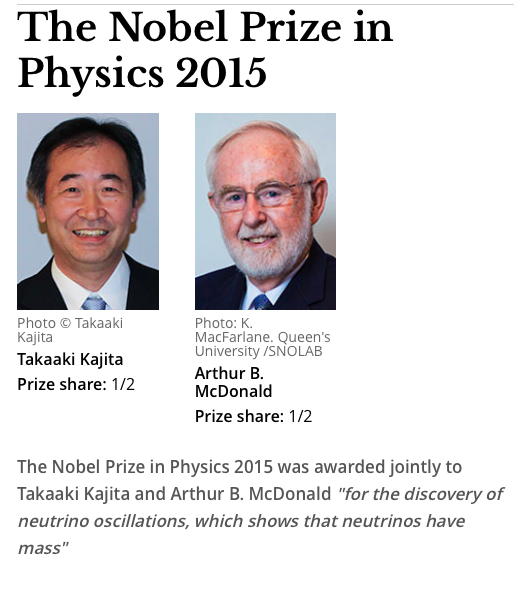 The Nobel Prize in
Physics 2015
Photo © Takaaki
Kajita
Takaaki Kajita
Prize share: 1/2
Photo: K.
MacFarlane. Queen's
University /SNOLAB
Arthur B.
McDonald
Prize share: 1/2
The Nobel Prize in Physics 2015 was awarded jointly to
Takaaki Kajita and Arthur B. McDonald "for the discovery of
neutrino oscillations, which shows that neutrinos have
mass"